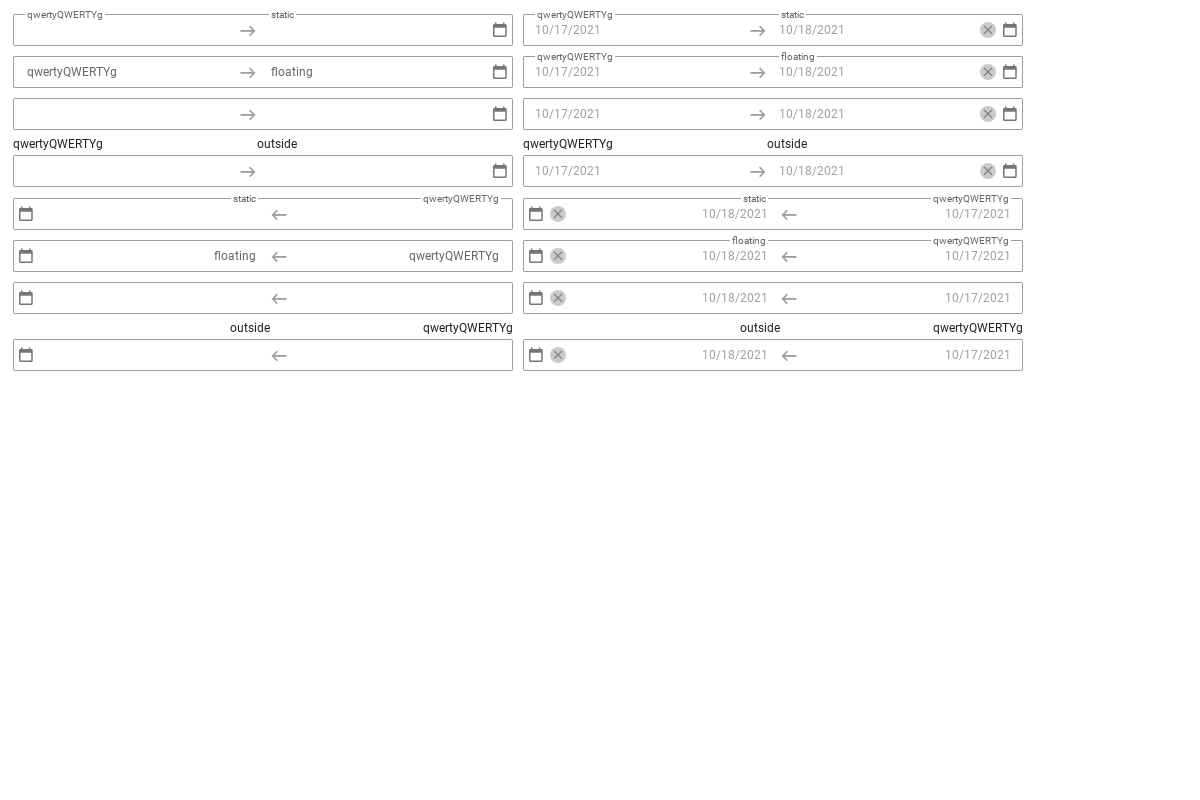 qwertyQWERTYg static qwertyQWERTYg static
10/17/2021 10/18/2021
qwertyQWERTYg floating
qwertyQWERTYg floating 10/17/2021 10/18/2021
10/17/2021 10/18/2021
qwertyQWERTYg outside qwertyQWERTYg outside
10/17/2021 10/18/2021
static qwertyQWERTYg static qwertyQWERTYg
10/18/2021 10/17/2021
floating qwertyQWERTYg
floating qwertyQWERTYg 10/18/2021 10/17/2021
10/18/2021 10/17/2021
outside qwertyQWERTYg outside qwertyQWERTYg
10/18/2021 10/17/2021